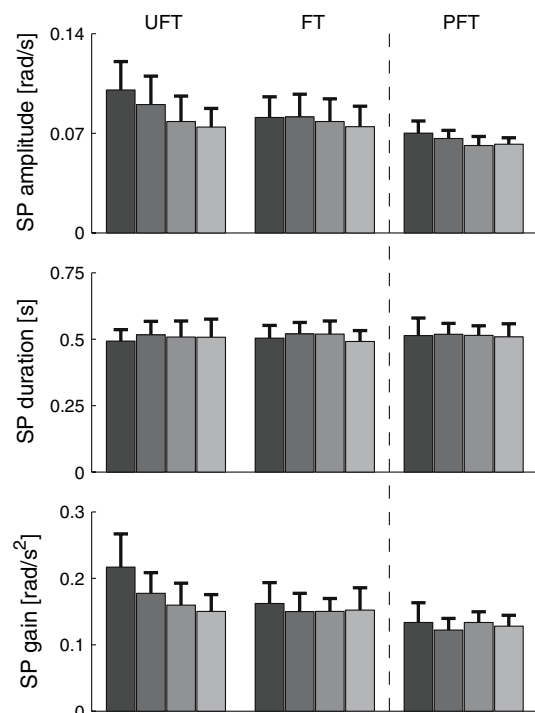 UFT FT PFT
SP amplitude [rad/s]
0.14
0.07
0
SP duration [s]
0.75
0.5
0.25
0
SP gain [rad/s²]
0.3
0.2
0.1
0